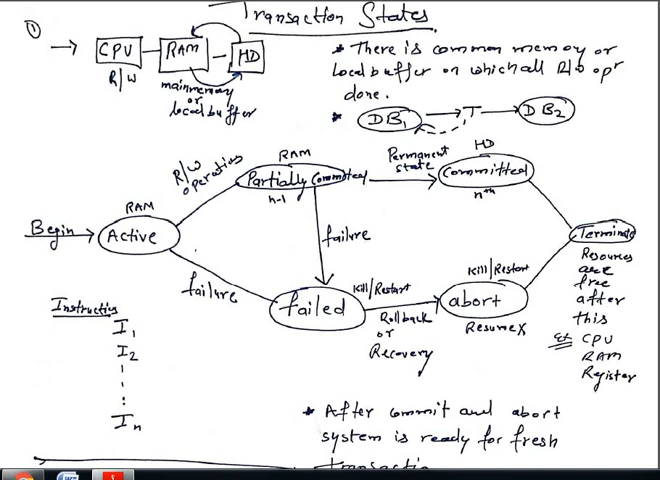 Transaction States
①
CPU
RAM
HD
R/W
main memory
or
local buffer
* There is common memory or
local buffer on which all R/W opr
done.
* DB1 T DB2
Begin
RAM
Active
R/W
operations
RAM
Partially Committed
n-1
Permanent
state
HD
Committed
nth
Terminate
Resources
are
free
after
this
Ex CPU
RAM
Register
failure
failure
failed
Kill/Restart
Rollback
or
Recovery
Kill/Restart
abort
Resume X
Instructions
I1
I2
In
* After commit and abort
system is ready for fresh
transaction